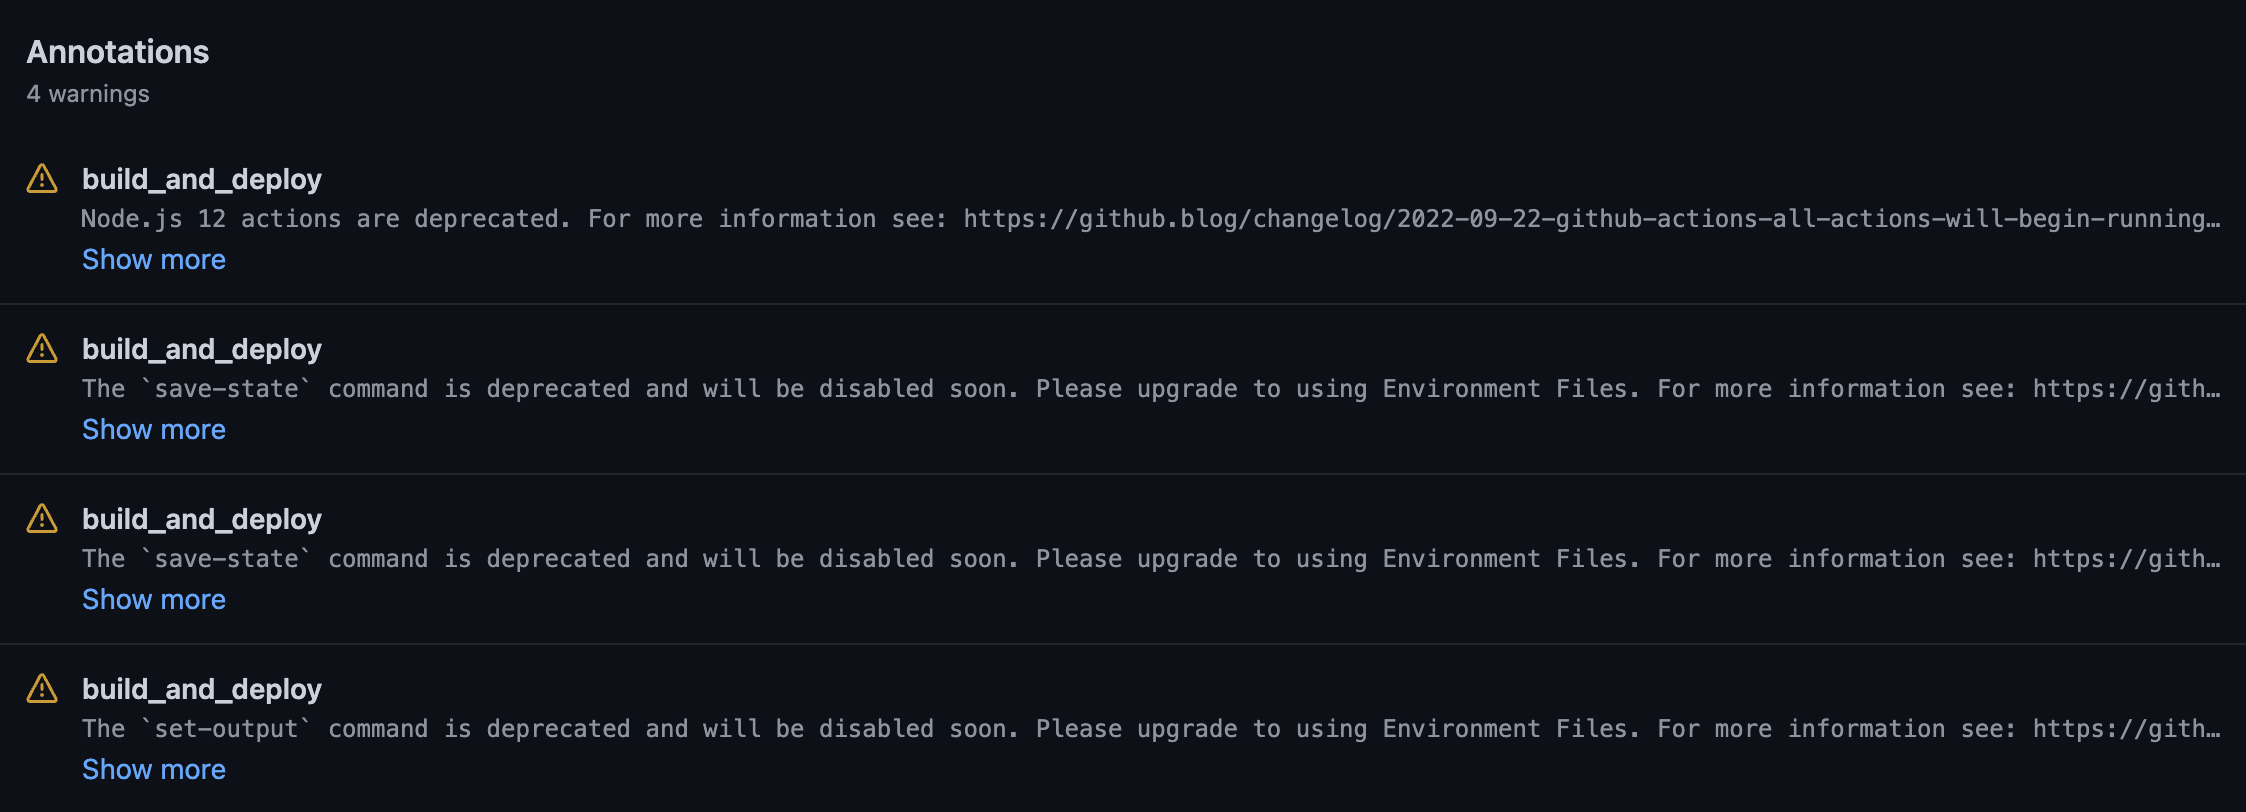 Annotations
4 warnings
build_and_deploy
Node.js 12 actions are deprecated. For more information see: https://github.blog/changelog/2022-09-22-github-actions-all-actions-will-begin-running…
Show more
build_and_deploy
The `save-state` command is deprecated and will be disabled soon. Please upgrade to using Environment Files. For more information see: https://gith…
Show more
build_and_deploy
The `save-state` command is deprecated and will be disabled soon. Please upgrade to using Environment Files. For more information see: https://gith…
Show more
build_and_deploy
The `set-output` command is deprecated and will be disabled soon. Please upgrade to using Environment Files. For more information see: https://gith…
Show more